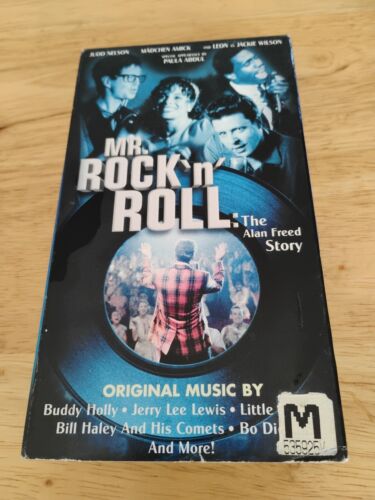 JUDD NELSON MÄDCHEN AMICK AND LEON AS JACKIE WILSON
SPECIAL APPEARANCE BY
PAULA ABDUL
MR.
ROCK 'n'
ROLL:
The
Alan Freed
Story
ORIGINAL MUSIC BY
Buddy Holly • Jerry Lee Lewis • Little
Bill Haley And His Comets • Bo Di
And More!
M
535925